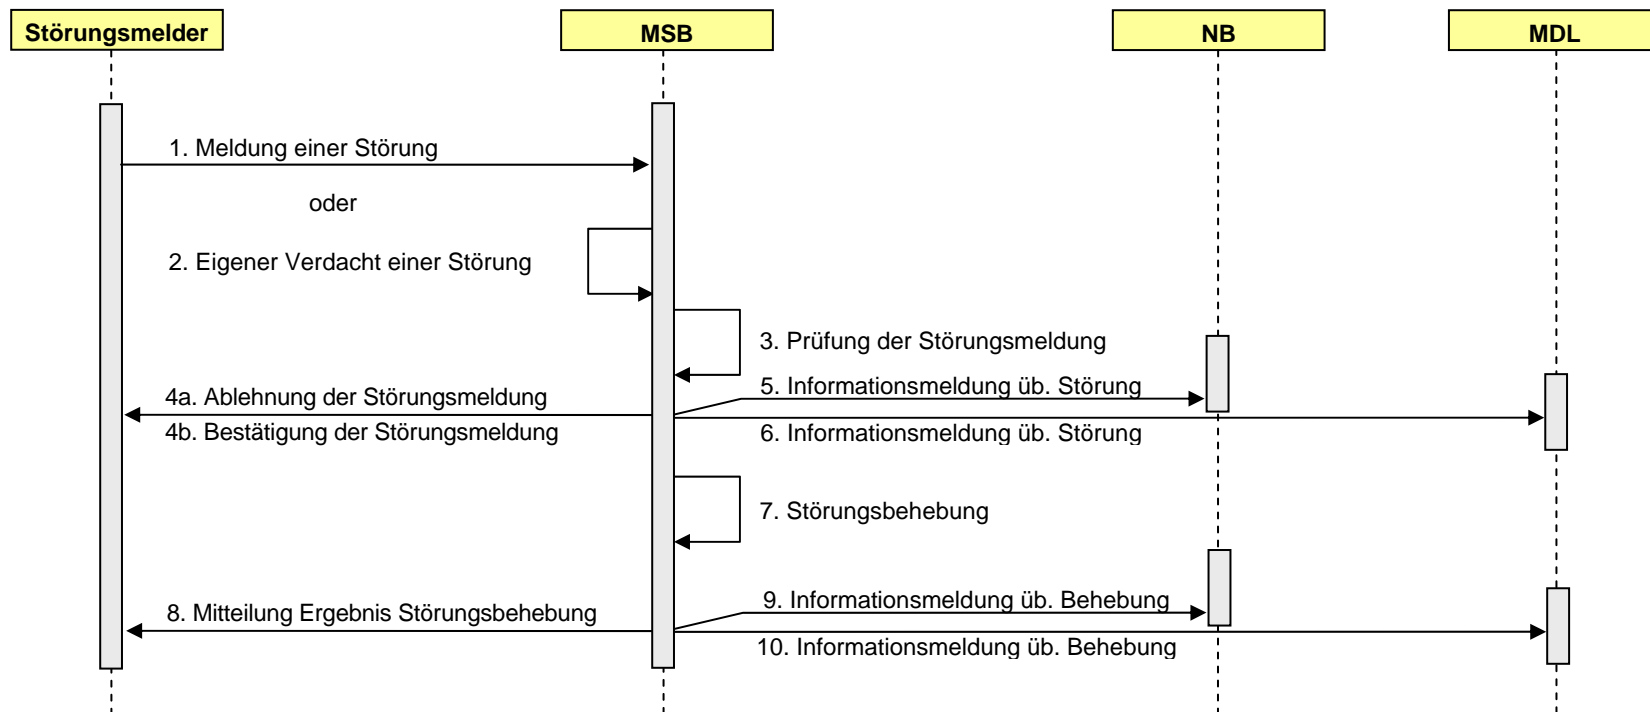 Störungsmelder
MSB
NB
MDL
1. Meldung einer Störung
oder
2. Eigener Verdacht einer Störung
3. Prüfung der Störungsmeldung
4a. Ablehnung der Störungsmeldung
5. Informationsmeldung üb. Störung
4b. Bestätigung der Störungsmeldung
6. Informationsmeldung üb. Störung
7. Störungsbehebung
8. Mitteilung Ergebnis Störungsbehebung
9. Informationsmeldung üb. Behebung
10. Informationsmeldung üb. Behebung